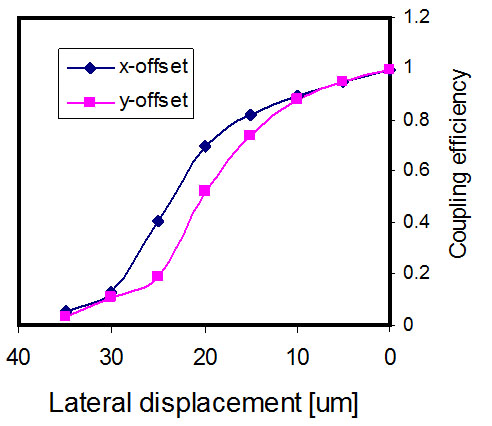 1.2
x-offset
y-offset
1
0.8
0.6
0.4
0.2
0
Coupling efficiency
40 30 20 10 0
Lateral displacement [um]